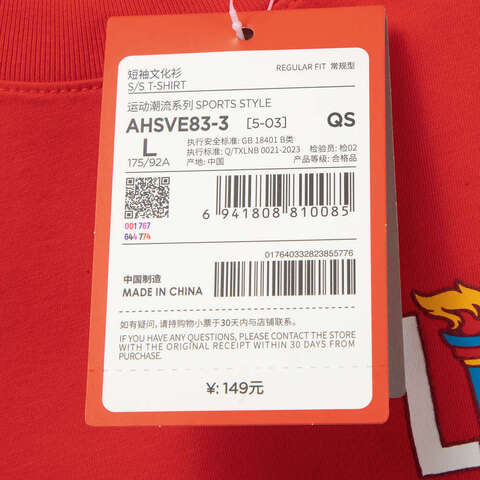 短袖文化衫
REGULAR FIT 常规型
S/S T-SHIRT
运动潮流系列 SPORTS STYLE
AHSVE83-3 [5-03] QS
L
175/92A
执行安全标准: GB 18401 B类
执行标准: Q/TXLNB 0021-2023 检验员: 检02
产地: 中国 产品等级: 合格品
001 767
644 774
6 941808 810085
017640332823855776
中国制造
MADE IN CHINA
如有疑问，请持购物小票于30天内与店铺联系。
IF YOU HAVE ANY QUESTIONS, PLEASE CONTACT THE STORE
WITH THE ORIGINAL RECEIPT WITHIN 30 DAYS FROM
PURCHASE.
¥: 149元
L